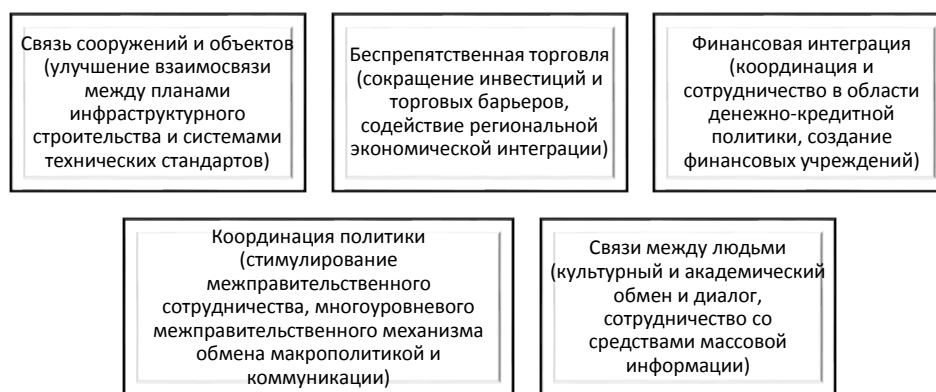 Связь сооружений и объектов
(улучшение взаимосвязи
между планами
инфраструктурного
строительства и системами
технических стандартов)
Беспрепятственная торговля
(сокращение инвестиций и
торговых барьеров,
содействие региональной
экономической интеграции)
Финансовая интеграция
(координация и
сотрудничество в области
денежно-кредитной
политики, создание
финансовых учреждений)
Координация политики
(стимулирование
межправительственного
сотрудничества, многоуровневого
межправительственного механизма
обмена макрополитикой и
коммуникации)
Связи между людьми
(культурный и академический
обмен и диалог,
сотрудничество со
средствами массовой
информации)